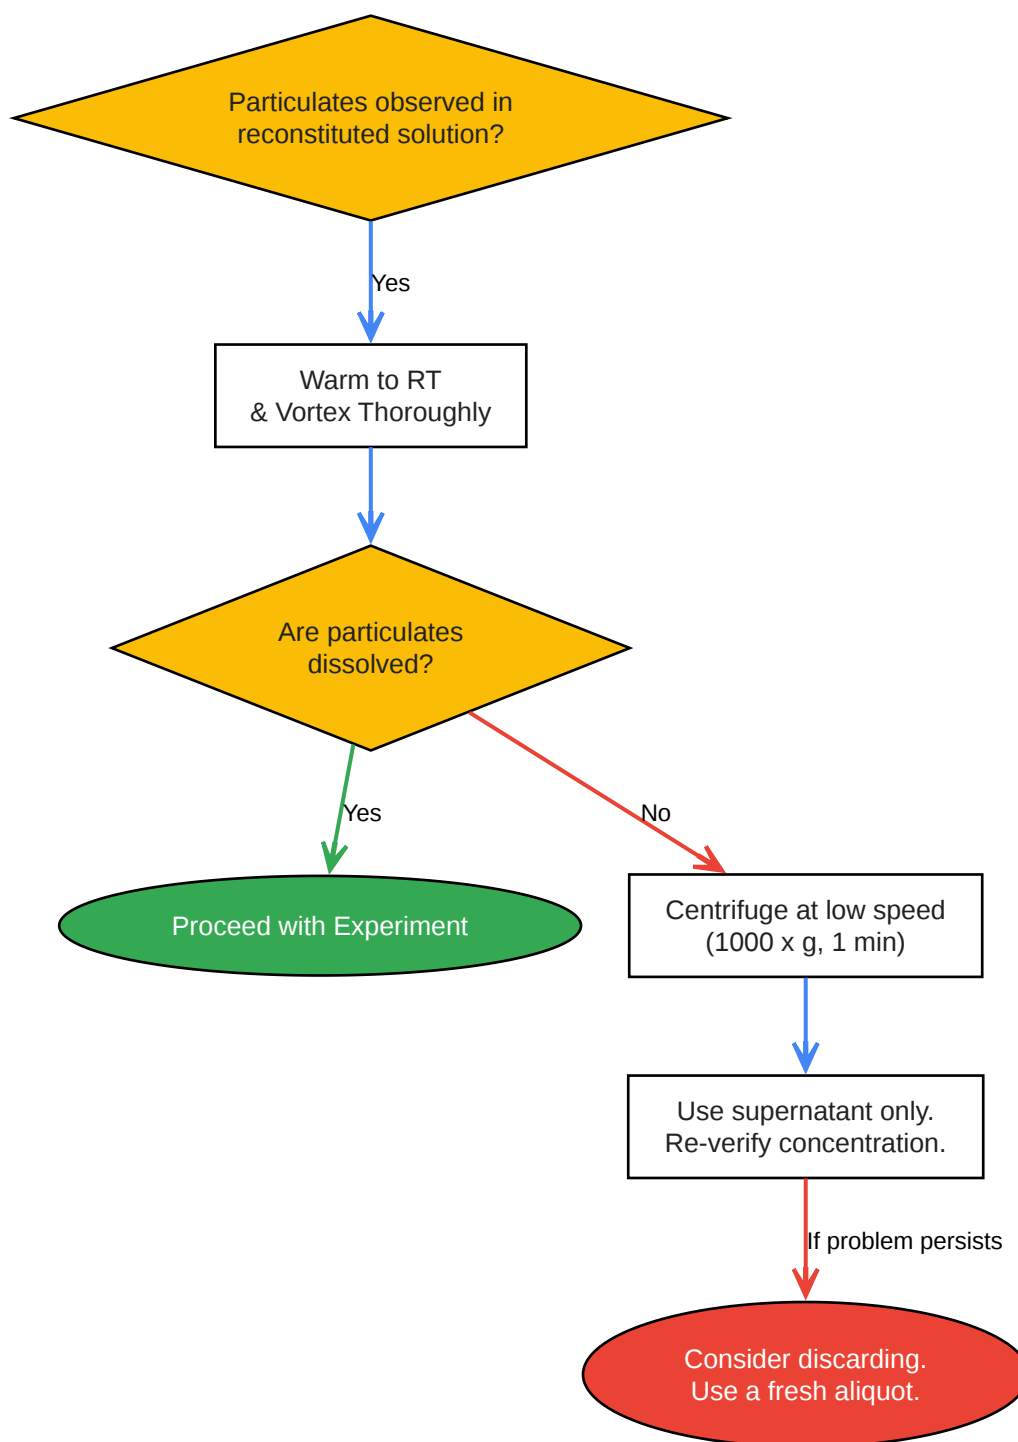 Particulates observed in
reconstituted solution?
Yes
Warm to RT
& Vortex Thoroughly
Are particulates
dissolved?
Yes
No
Proceed with Experiment
Centrifuge at low speed
(1000 x g, 1 min)
Use supernatant only.
Re-verify concentration.
If problem persists
Consider discarding.
Use a fresh aliquot.